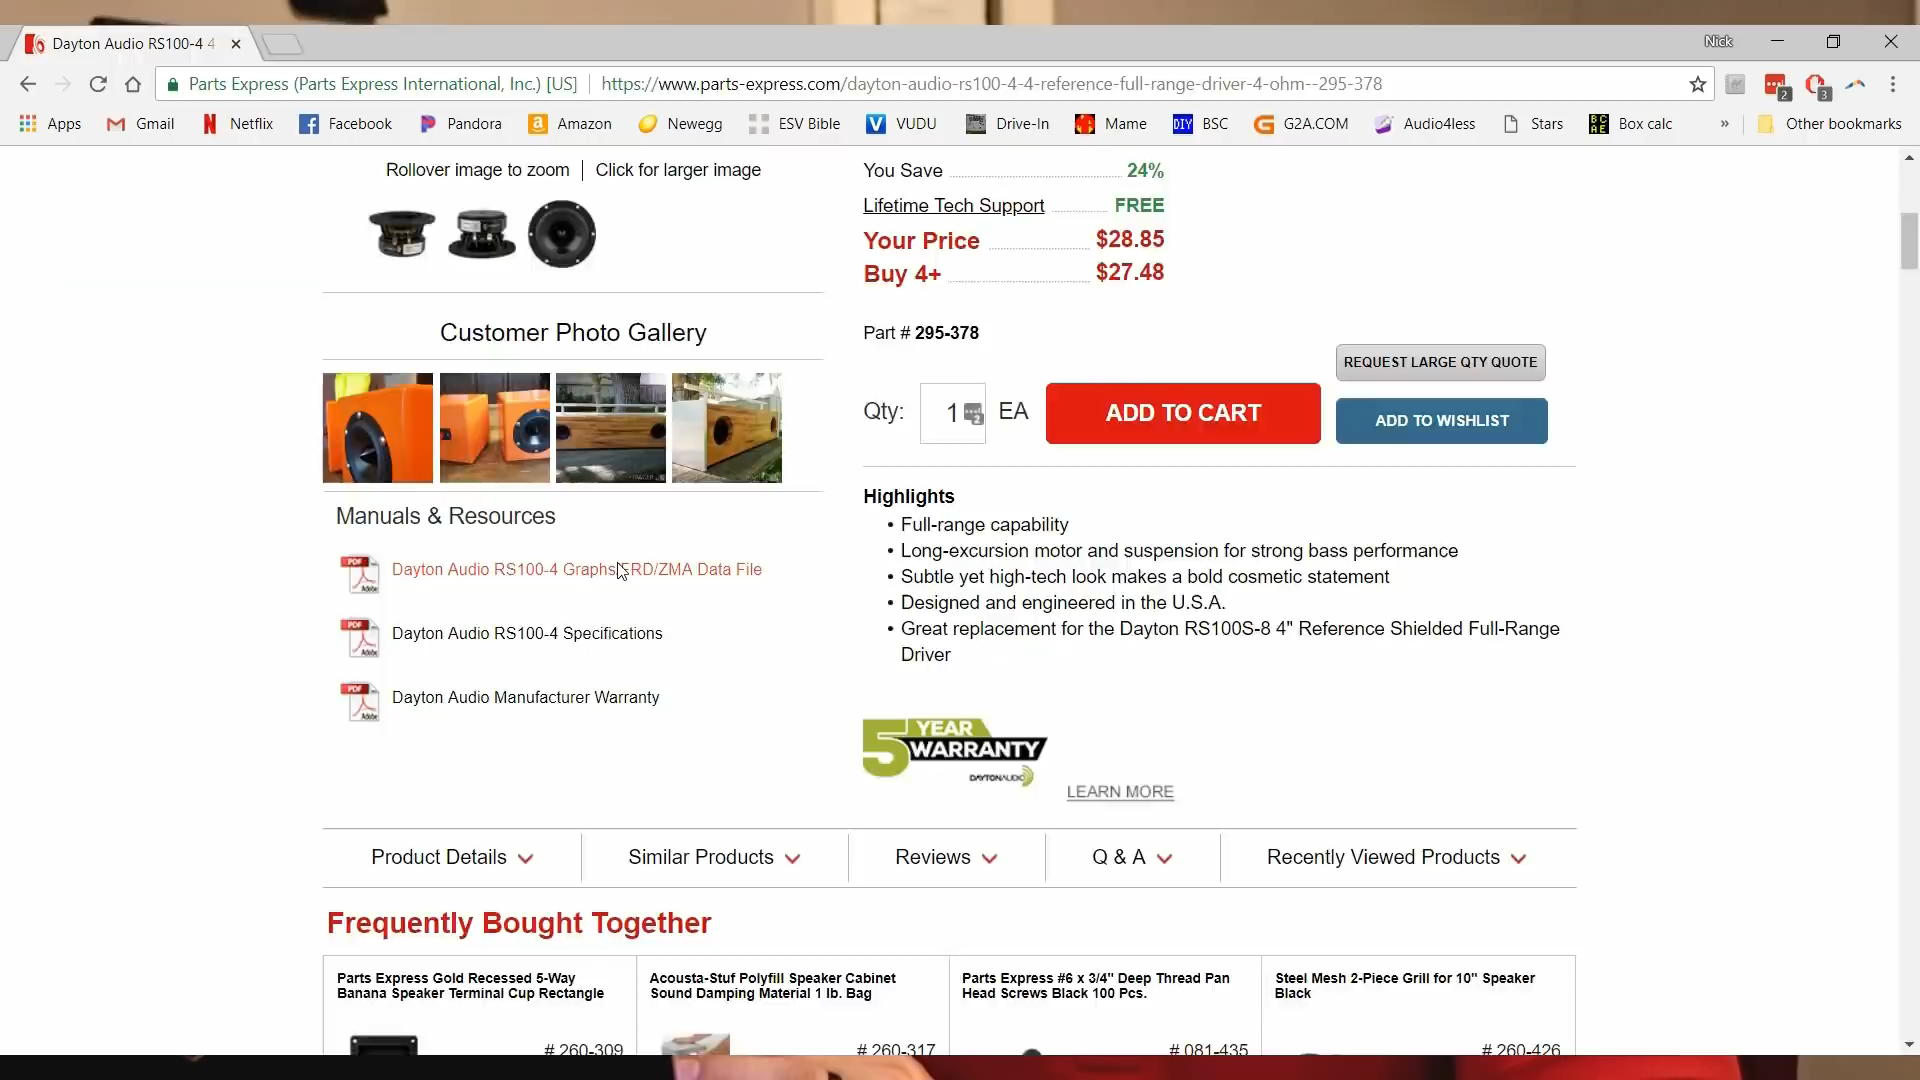 Dayton Audio RS100-4 4
Nick
Parts Express (Parts Express International, Inc.) [US]
https://www.parts-express.com/dayton-audio-rs100-4-4-reference-full-range-driver-4-ohm--295-378
2
3
Apps
Gmail
Netflix
Facebook
Pandora
Amazon
Newegg
ESV Bible
VUDU
Drive-In
Mame
DIY BSC
G2A.COM
Audio4less
Stars
Box calc
»
Other bookmarks
Rollover image to zoom | Click for larger image
You Save 24%
Lifetime Tech Support FREE
Your Price $28.85
Buy 4+ $27.48
Customer Photo Gallery
Part # 295-378
REQUEST LARGE QTY QUOTE
Qty: 1 EA
ADD TO CART
ADD TO WISHLIST
Manuals & Resources
Dayton Audio RS100-4 Graphs RD/ZMA Data File
Dayton Audio RS100-4 Specifications
Dayton Audio Manufacturer Warranty
Highlights
• Full-range capability
• Long-excursion motor and suspension for strong bass performance
• Subtle yet high-tech look makes a bold cosmetic statement
• Designed and engineered in the U.S.A.
• Great replacement for the Dayton RS100S-8 4" Reference Shielded Full-Range
Driver
5 YEAR
WARRANTY
DAYTON AUDIO
LEARN MORE
Product Details
Similar Products
Reviews
Q & A
Recently Viewed Products
Frequently Bought Together
Parts Express Gold Recessed 5-Way
Banana Speaker Terminal Cup Rectangle
# 260-309
Acousta-Stuf Polyfill Speaker Cabinet
Sound Damping Material 1 lb. Bag
# 260-317
Parts Express #6 x 3/4" Deep Thread Pan
Head Screws Black 100 Pcs.
# 081-435
Steel Mesh 2-Piece Grill for 10" Speaker
Black
# 260-426